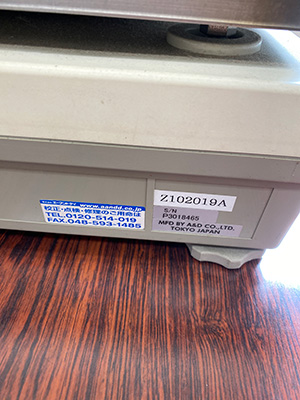 www.aandd.co.jp
校正・点検・修理のご用命は
TEL.0120-514-019
FAX.048-593-1485
Z102019A
S/N
P3018465
MFD BY A&D CO.,LTD.
TOKYO JAPAN